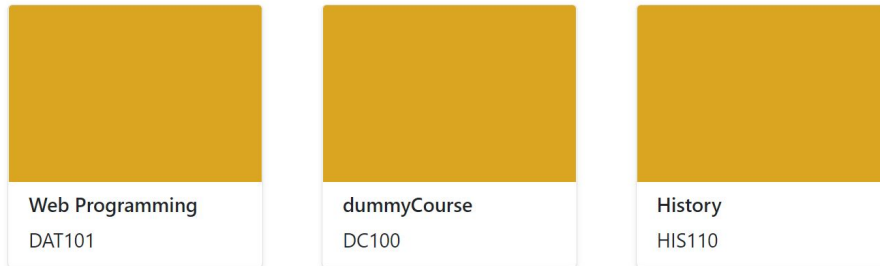 Web Programming
DAT101
dummyCourse
DC100
History
HIS110